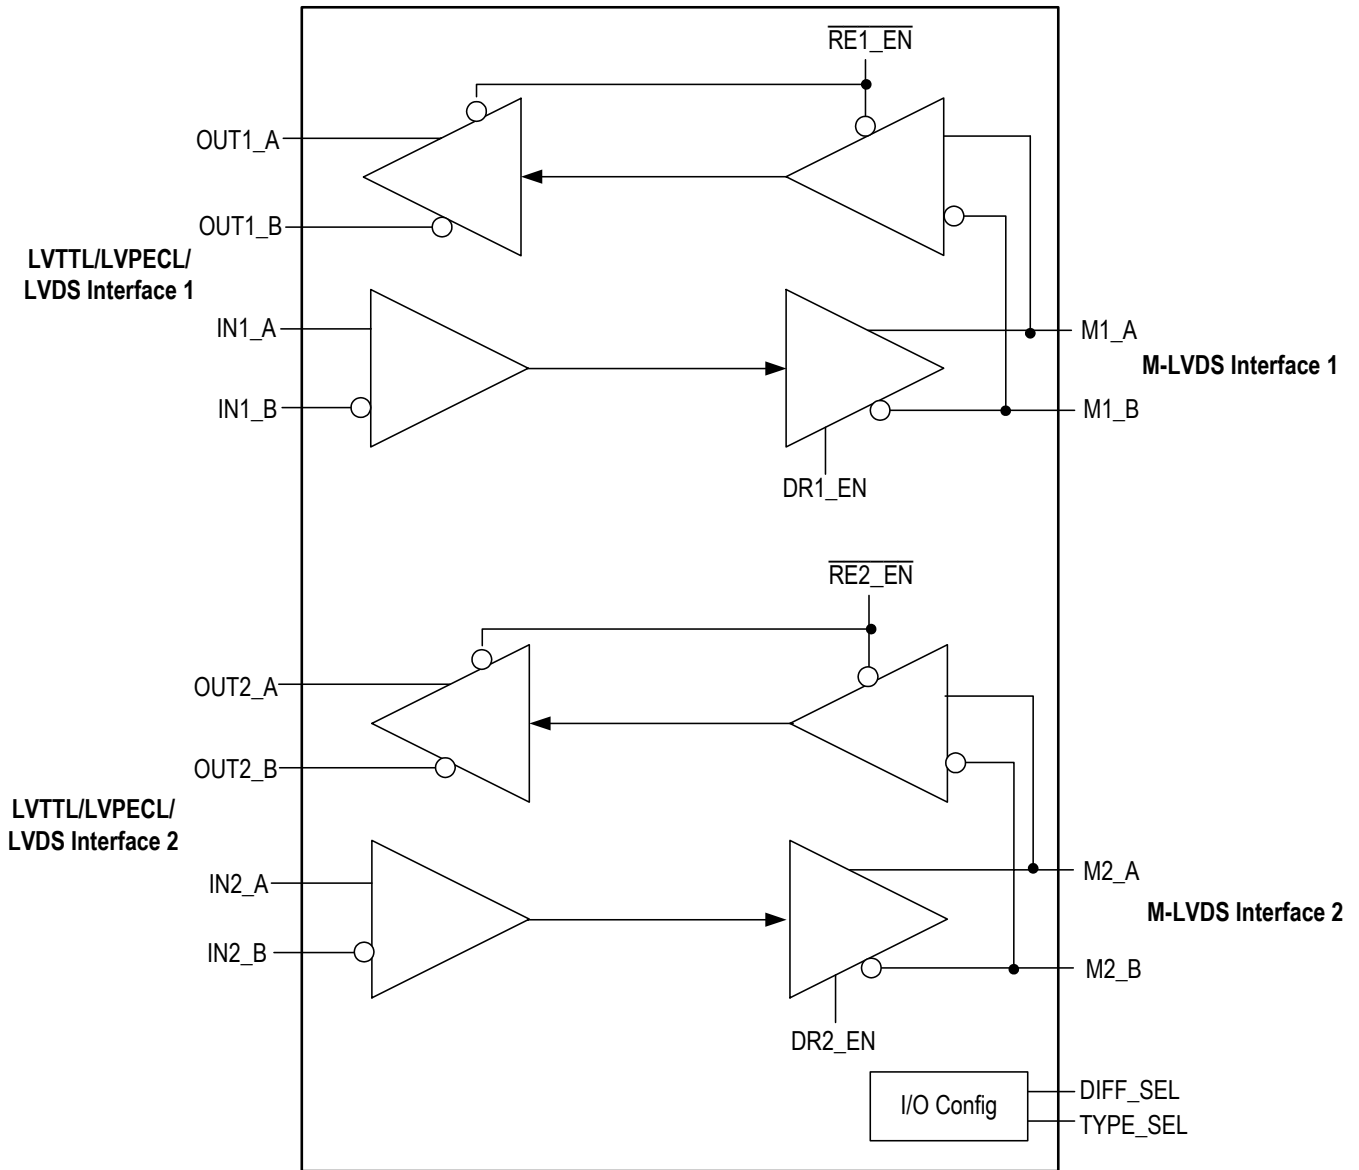 RE1_EN
OUT1_A
OUT1_B
LVTTL/LVPECL/
LVDS Interface 1
IN1_A
IN1_B
M1_A
M-LVDS Interface 1
M1_B
DR1_EN
RE2_EN
OUT2_A
OUT2_B
LVTTL/LVPECL/
LVDS Interface 2
IN2_A
IN2_B
M2_A
M-LVDS Interface 2
M2_B
DR2_EN
I/O Config
DIFF_SEL
TYPE_SEL